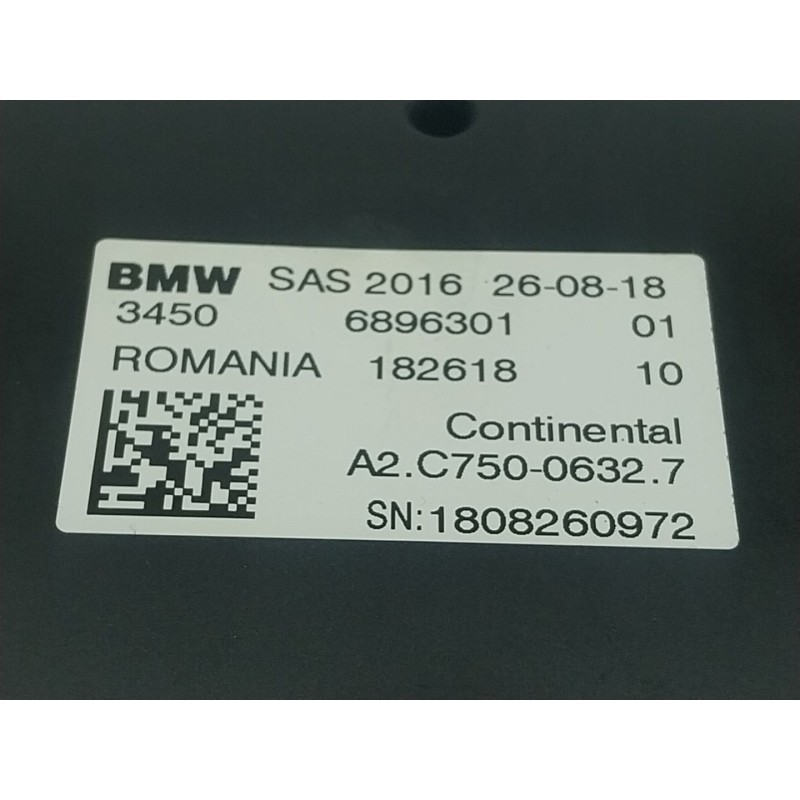 BMW SAS 2016 26-08-18
3450 6896301 01
ROMANIA 182618 10
Continental
A2.C750-0632.7
SN:1808260972